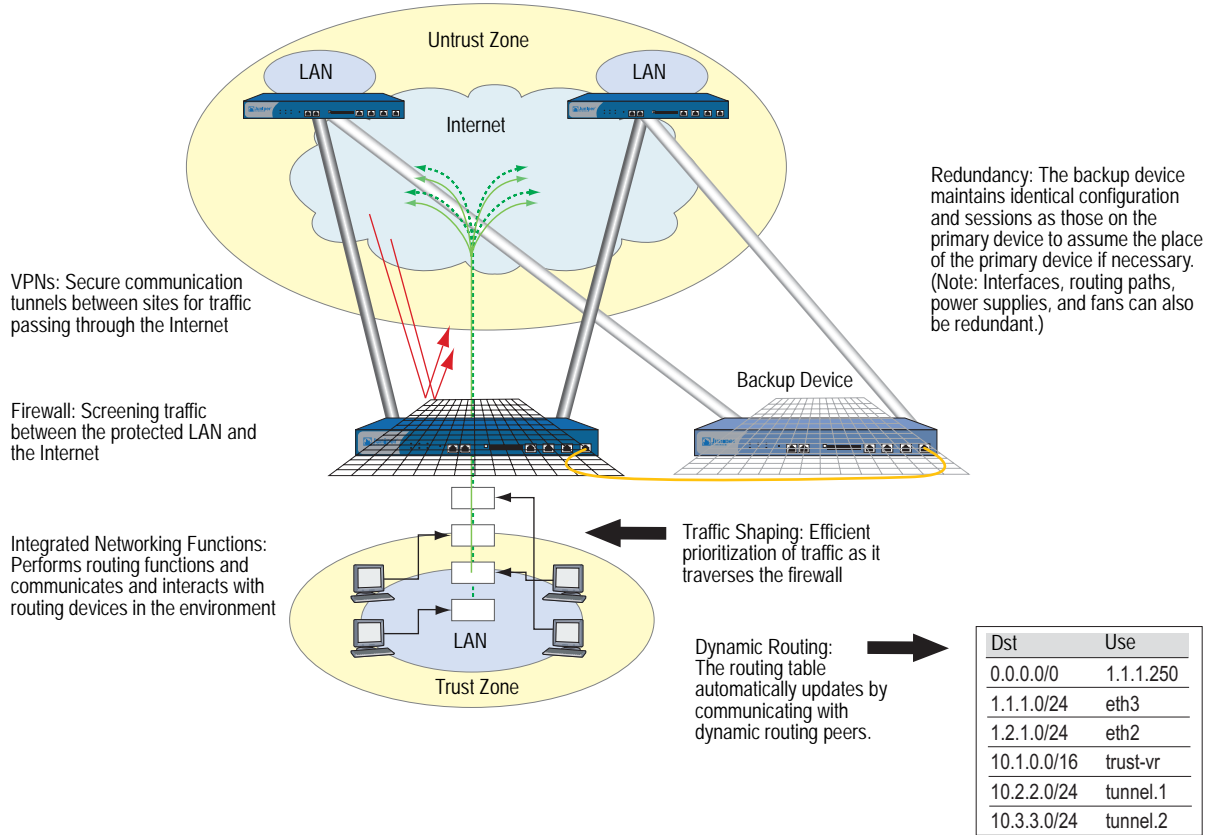 Untrust Zone
LAN
LAN
Internet
Juniper
Juniper
Redundancy: The backup device
maintains identical configuration
and sessions as those on the
primary device to assume the place
of the primary device if necessary.
(Note: Interfaces, routing paths,
power supplies, and fans can also
be redundant.)
VPNs: Secure communication
tunnels between sites for traffic
passing through the Internet
Backup Device
Firewall: Screening traffic
between the protected LAN and
the Internet
Integrated Networking Functions:
Performs routing functions and
communicates and interacts with
routing devices in the environment
Traffic Shaping: Efficient
prioritization of traffic as it
traverses the firewall
LAN
Trust Zone
Dynamic Routing:
The routing table
automatically updates by
communicating with
dynamic routing peers.
Dst Use
0.0.0.0/0 1.1.1.250
1.1.1.0/24 eth3
1.2.1.0/24 eth2
10.1.0.0/16 trust-vr
10.2.2.0/24 tunnel.1
10.3.3.0/24 tunnel.2